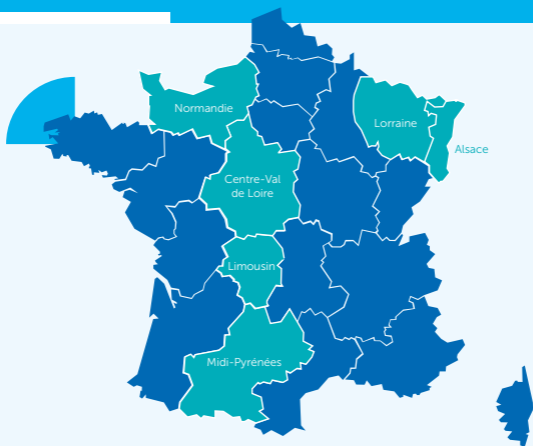 Normandie
Lorraine
Alsace
Centre-Val
de Loire
Limousin
Midi-Pyrénées